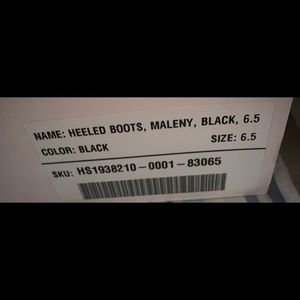 NAME: HEELED BOOTS, MALENY, BLACK, 6.5
COLOR: BLACK SIZE: 6.5
SKU: HS1938210-0001-83065